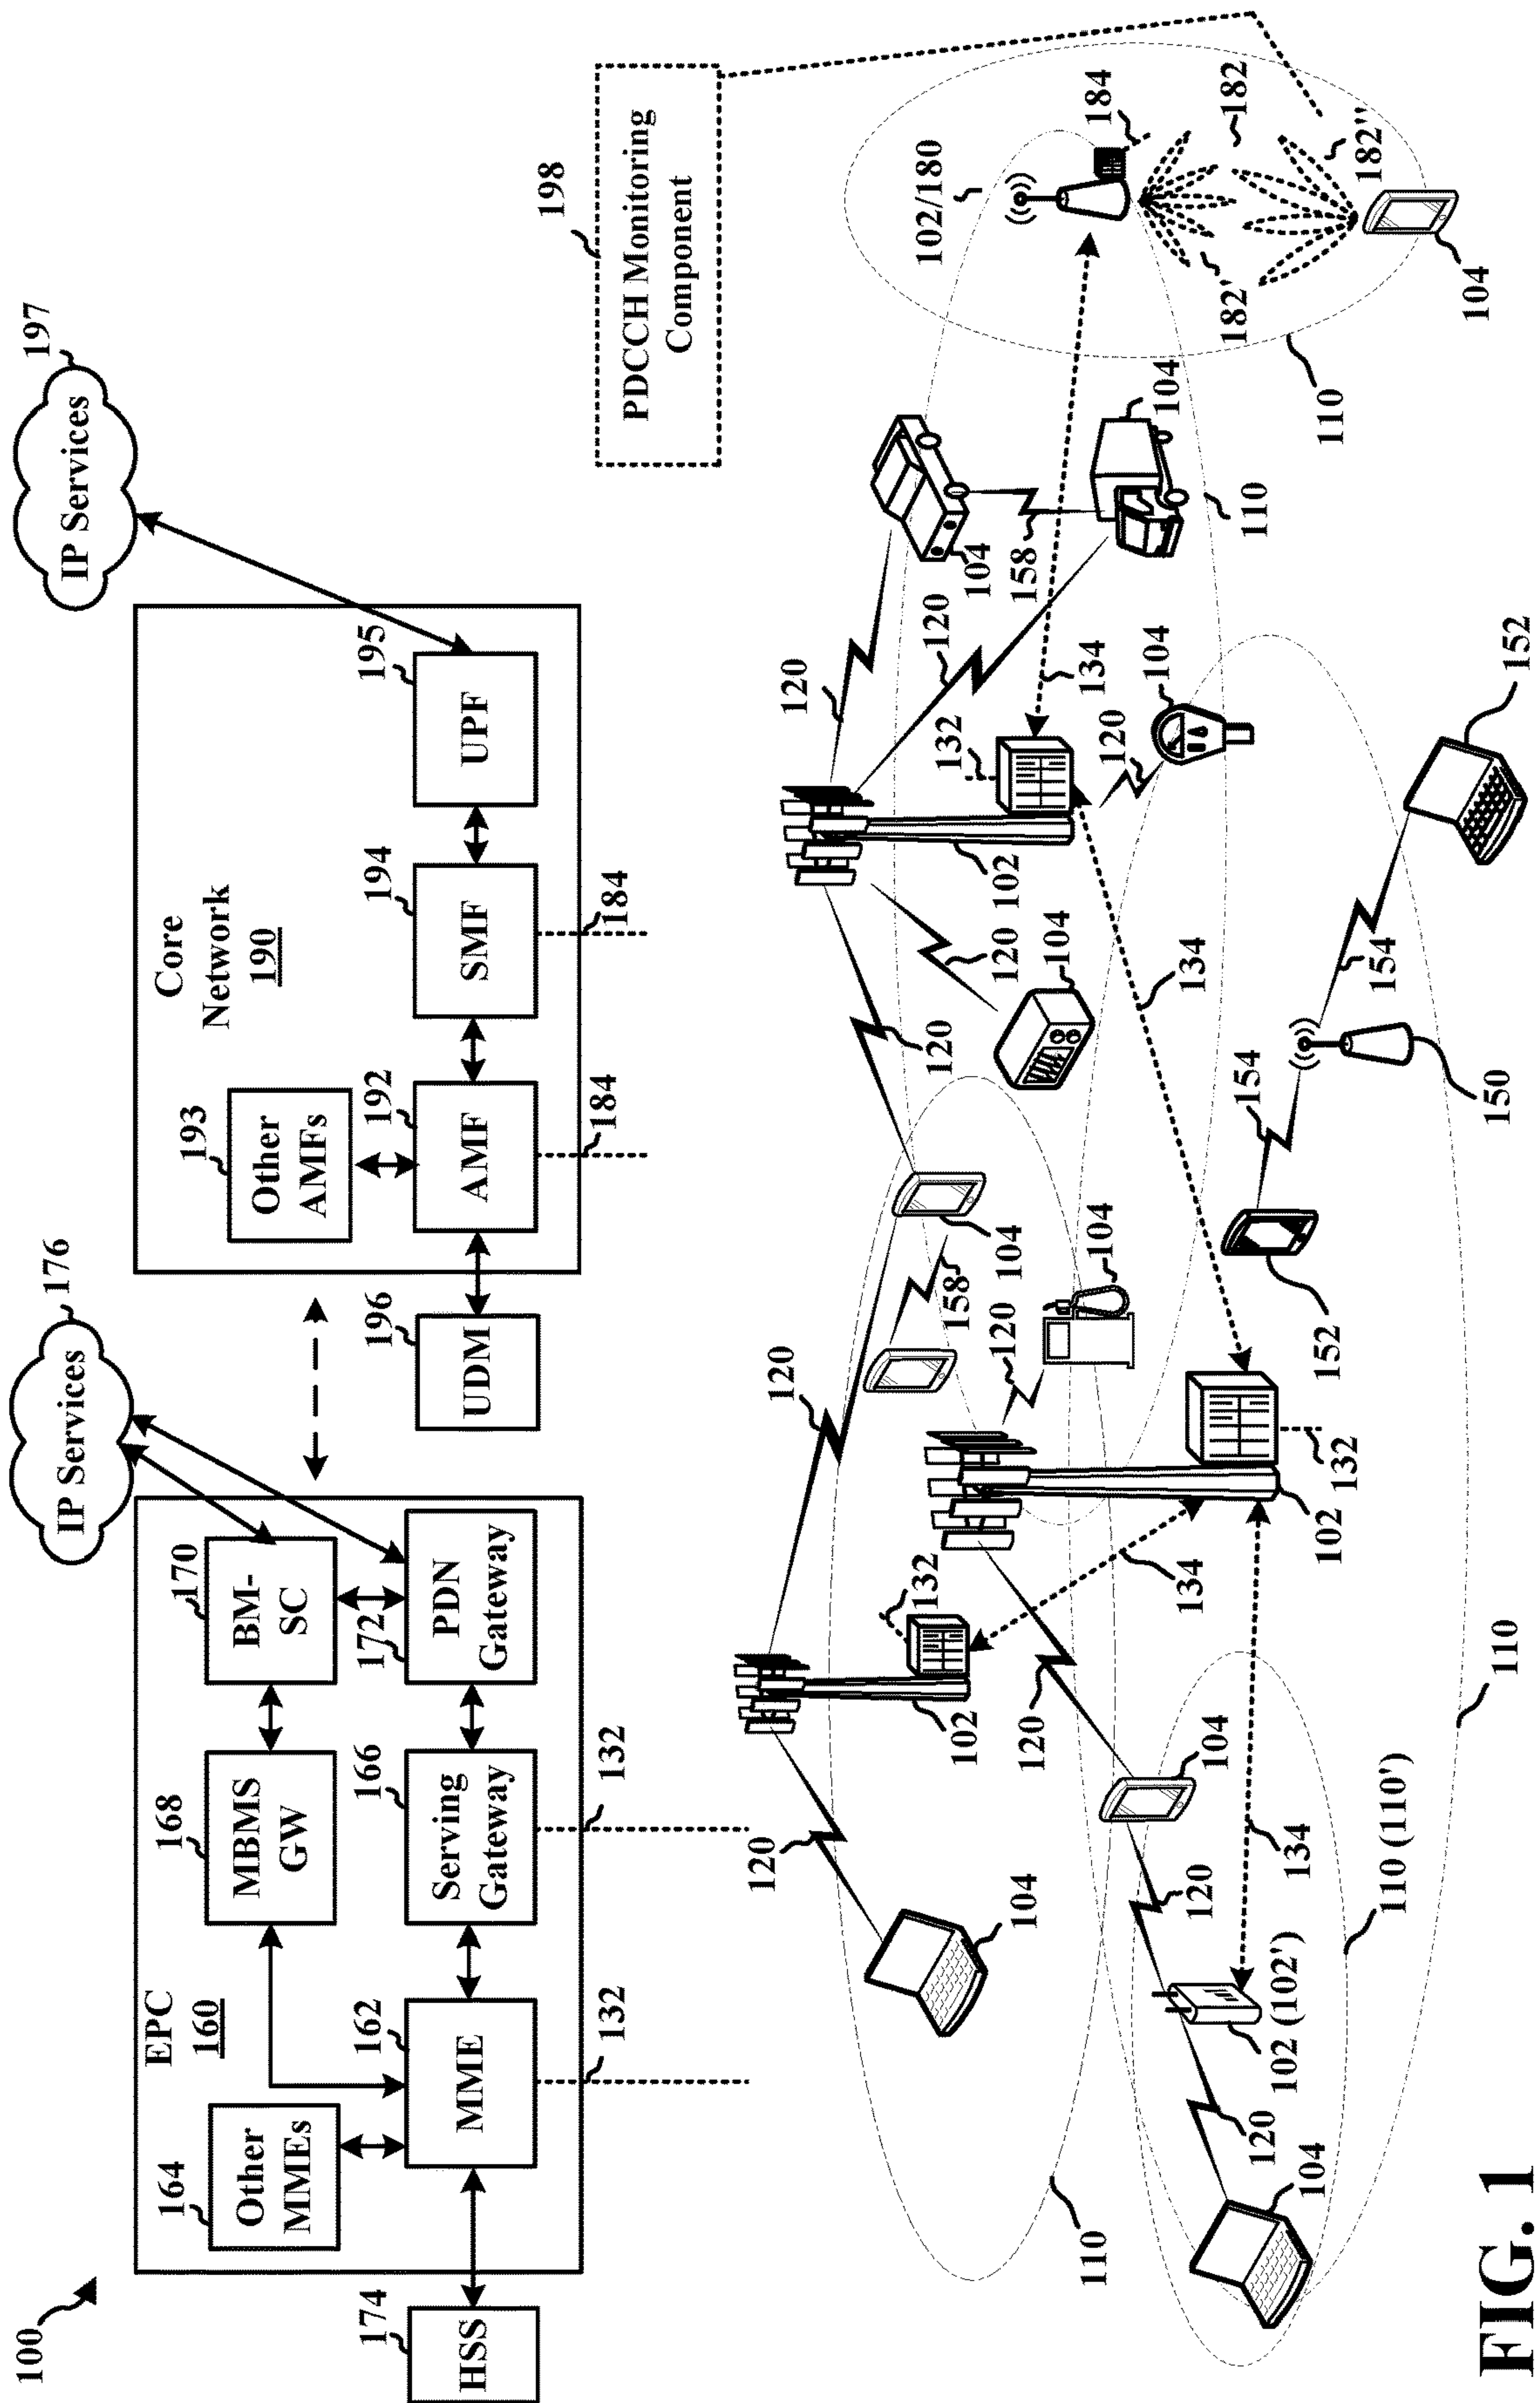 100
EPC
160
174
HSS
164
Other
MMEs
162
MME
168
MBMS
GW
166
Serving
Gateway
170
BM-
SC
172
PDN
Gateway
176
IP Services
132
132
196
UDM
Core
Network
190
193
Other
AMFs
192
AMF
194
SMF
195
UPF
197
IP Services
184
184
198
PDCCH Monitoring
Component
120
104
102
132
120
158
104
120
104
120
120
120
104
158
102
132
134
102/180
184
182
182'
182''
104
110
104
110
120
104
134
110
120
104
120
102 (102')
120
104
134
134
120
104
102
132
134
110 (110')
110
152
154
150
154
152
FIG. 1